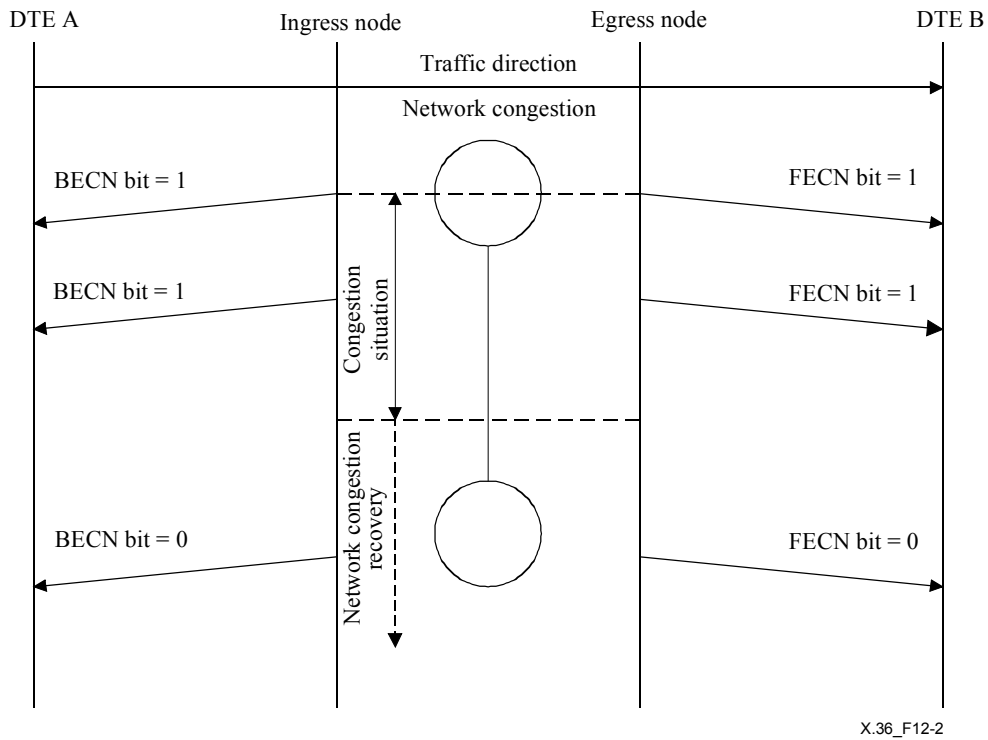 DTE A
Ingress node
Egress node
DTE B
Traffic direction
Network congestion
BECN bit = 1
FECN bit = 1
BECN bit = 1
FECN bit = 1
Congestion
situation
Network congestion
recovery
BECN bit = 0
FECN bit = 0
X.36_F12-2